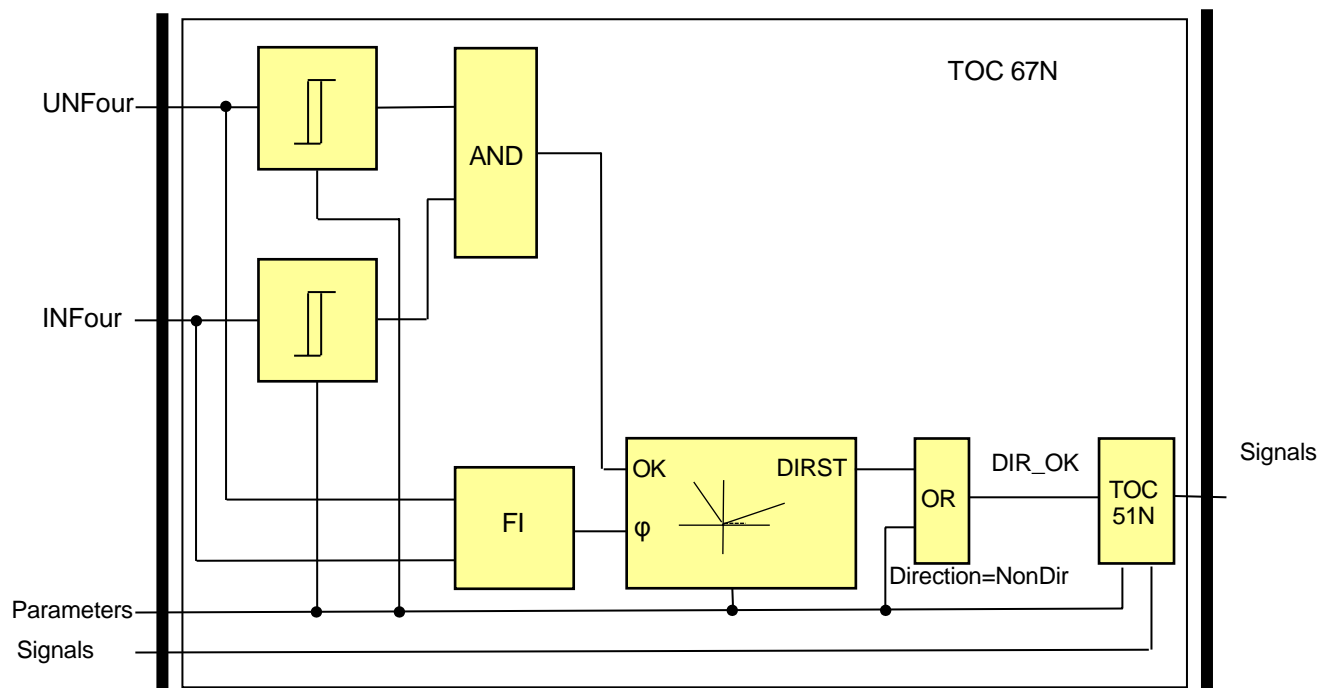 TOC 67N
UNFour
AND
INFour
OK
DIRST
φ
FI
OR
DIR_OK
TOC
51N
Signals
Direction=NonDir
Parameters
Signals